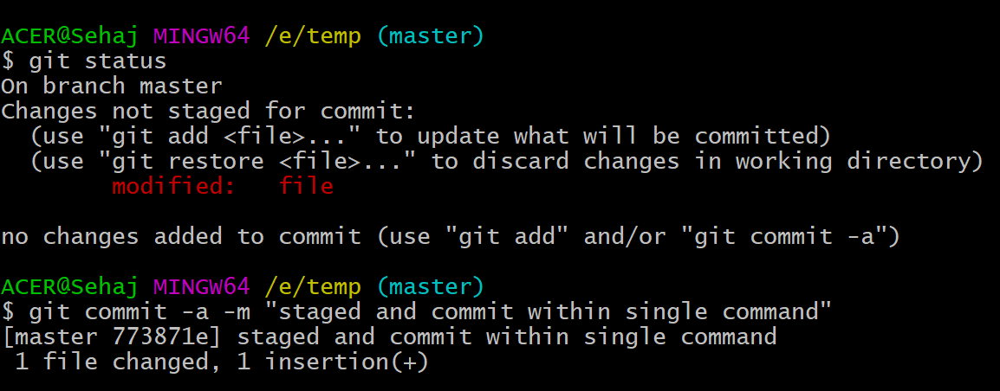 ACER@Sehaj MINGW64 /e/temp (master)
$ git status
On branch master
Changes not staged for commit:
  (use "git add <file>..." to update what will be committed)
  (use "git restore <file>..." to discard changes in working directory)
        modified:   file

no changes added to commit (use "git add" and/or "git commit -a")

ACER@Sehaj MINGW64 /e/temp (master)
$ git commit -a -m "staged and commit within single command"
[master 773871e] staged and commit within single command
 1 file changed, 1 insertion(+)